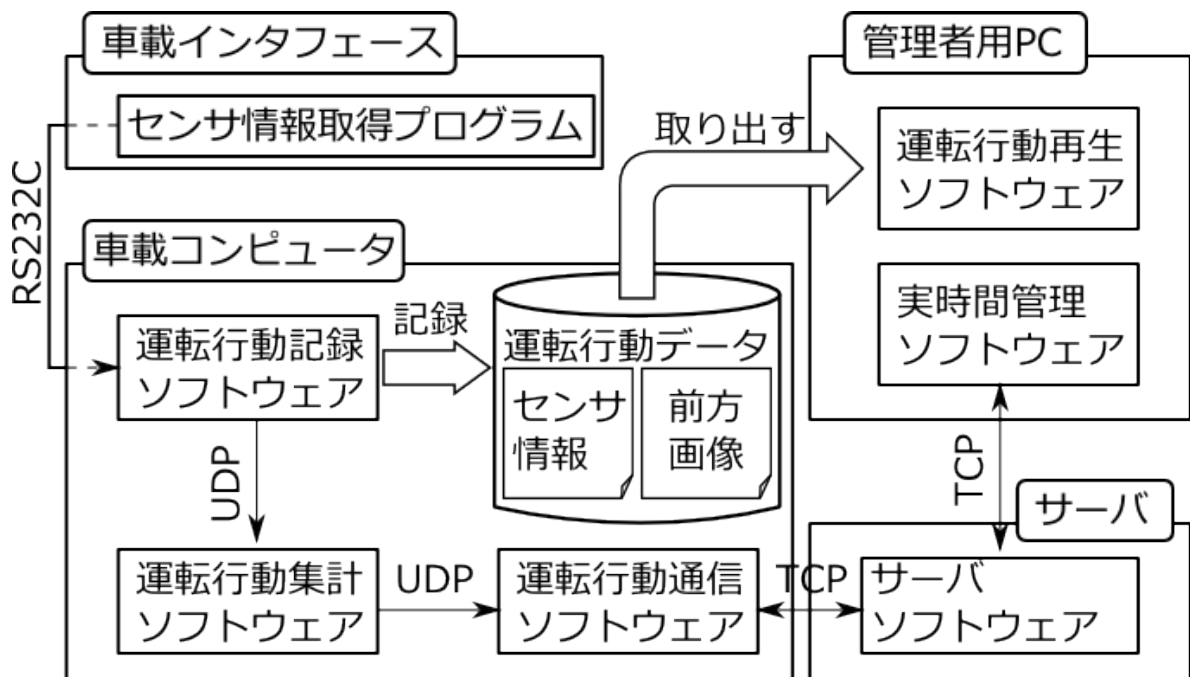 車載インタフェース
センサ情報取得プログラム
RS232C
車載コンピュータ
運転行動記録
ソフトウェア
記録
運転行動データ
センサ
情報
前方
画像
取り出す
管理者用PC
運転行動再生
ソフトウェア
実時間管理
ソフトウェア
UDP
運転行動集計
ソフトウェア
UDP
運転行動通信
ソフトウェア
TCP
TCP
サーバ
サーバ
ソフトウェア